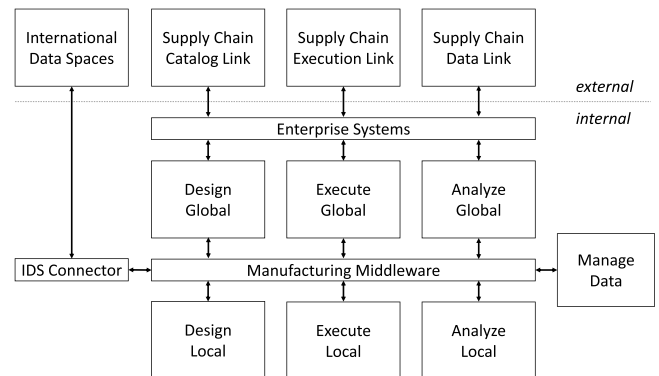 International
Data Spaces
Supply Chain
Catalog Link
Supply Chain
Execution Link
Supply Chain
Data Link
external
internal
Enterprise Systems
Design
Global
Execute
Global
Analyze
Global
IDS Connector
Manufacturing Middleware
Manage
Data
Design
Local
Execute
Local
Analyze
Local